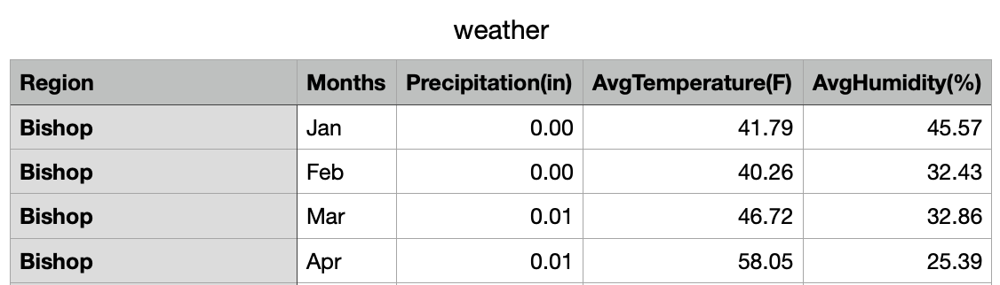 weather
Region Months Precipitation(in) AvgTemperature(F) AvgHumidity(%)
Bishop Jan 0.00 41.79 45.57
Bishop Feb 0.00 40.26 32.43
Bishop Mar 0.01 46.72 32.86
Bishop Apr 0.01 58.05 25.39